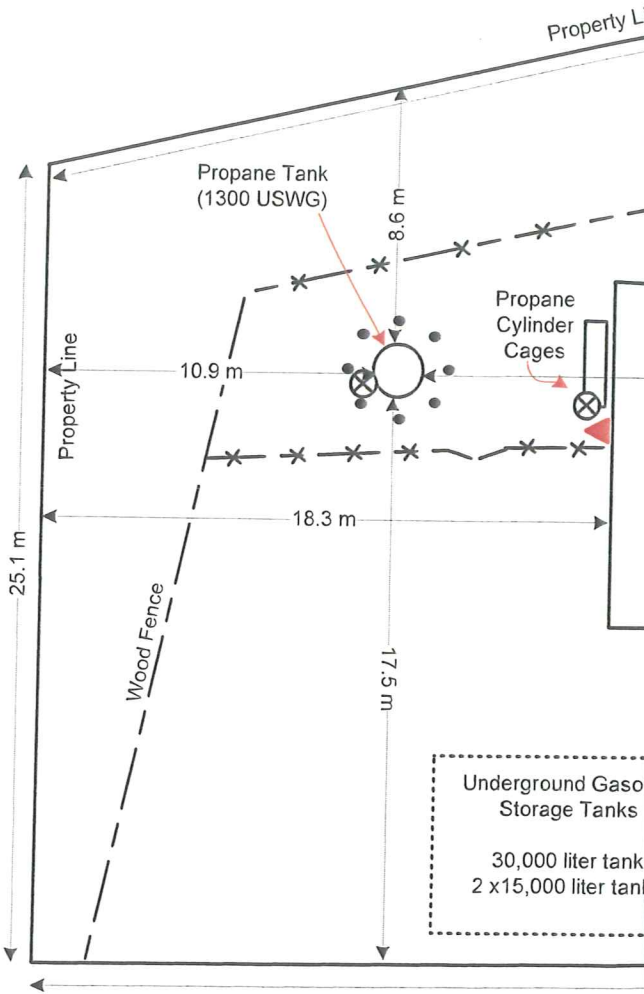 Property L
Propane Tank
(1300 USWG)
8.6 m
Propane
Cylinder
Cages
10.9 m
Property Line
18.3 m
25.1 m
Wood Fence
17.5 m
Underground Gaso
Storage Tanks
30,000 liter tank
2 x15,000 liter tan